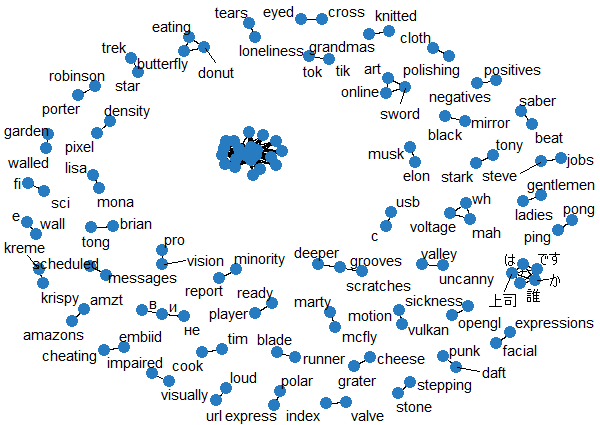 tears eyed cross
eating knitted
trek loneliness grandmas cloth
butterfly
robinson star donut tok tik art polishing positives
porter online negatives
density sword saber
garden black mirror
pixel tony beat
walled lisa musk steve jobs
fi elon stark gentlemen
sci mona usb wh
e wall brian voltage ladies pong
kreme tong c mah ping
pro
scheduled vision minority deeper grooves valley は です
messages
krispy report scratches uncanny か
amzt ready marty sickness 上司 誰
в и player motion opengl expressions
amazons не mcfly vulkan
embiid tim blade punk facial
cheating impaired cook runner cheese daft
loud polar grater stepping
visually stone
url express index valve